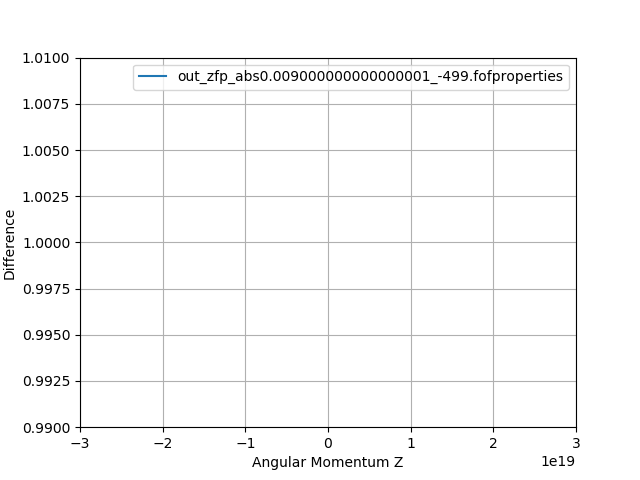 1.0100
out_zfp_abs0.009000000000000001_-499.fofproperties
1.0075
1.0050
1.0025
1.0000
0.9975
0.9950
0.9925
0.9900
Difference
−3 −2 −1 0 1 2 3
Angular Momentum Z
1e19